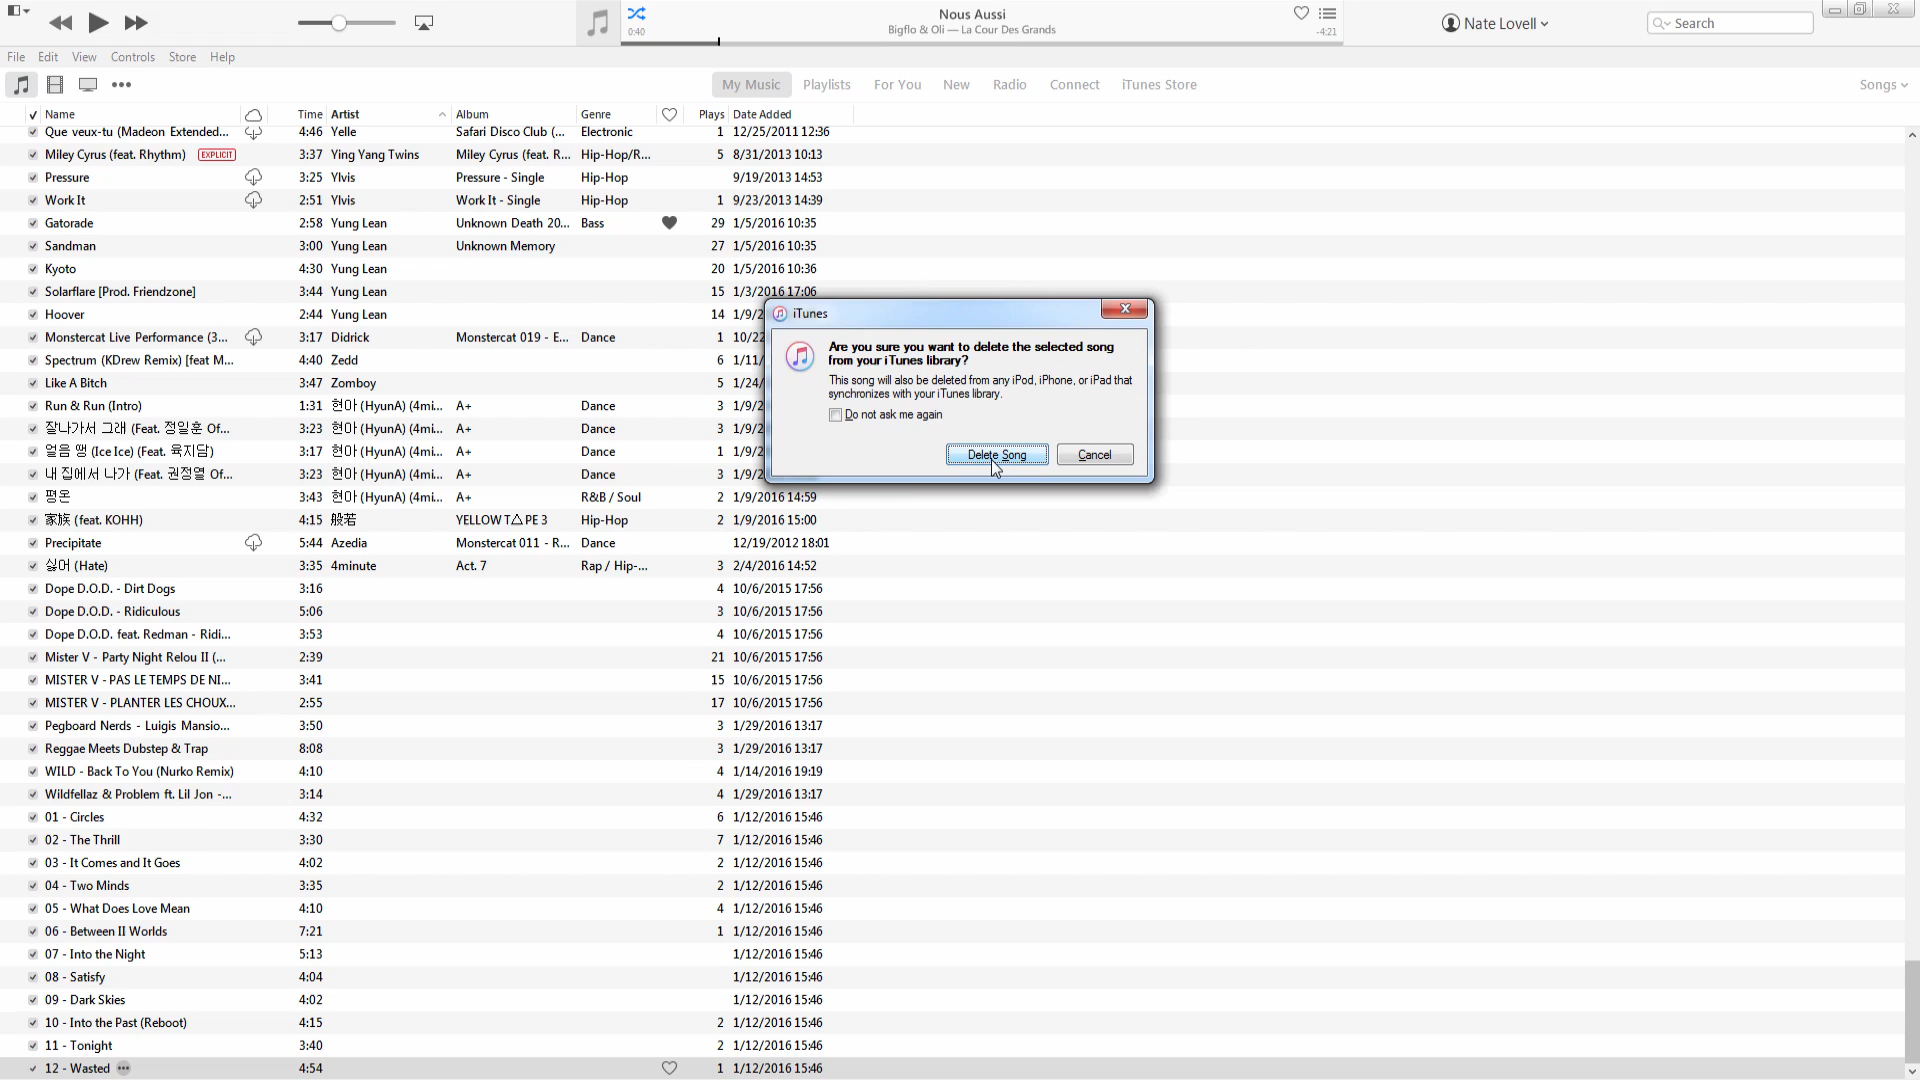 Nous Aussi
Bigflo & Oli — La Cour Des Grands
0:40
-4:21
Nate Lovell
Search
File Edit View Controls Store Help
My Music Playlists For You New Radio Connect iTunes Store
Songs
Name Time Artist Album Genre Plays Date Added
Que veux-tu (Madeon Extended... 4:46 Yelle Safari Disco Club (... Electronic 1 12/25/2011 12:36
Miley Cyrus (feat. Rhythm) EXPLICIT 3:37 Ying Yang Twins Miley Cyrus (feat. R... Hip-Hop/R... 5 8/31/2013 10:13
Pressure 3:25 Ylvis Pressure - Single Hip-Hop 9/19/2013 14:53
Work It 2:51 Ylvis Work It - Single Hip-Hop 1 9/23/2013 14:39
Gatorade 2:58 Yung Lean Unknown Death 20... Bass 29 1/5/2016 10:35
Sandman 3:00 Yung Lean Unknown Memory 27 1/5/2016 10:35
Kyoto 4:30 Yung Lean 20 1/5/2016 10:36
Solarflare [Prod. Friendzone] 3:44 Yung Lean 15 1/3/2016 17:06
Hoover 2:44 Yung Lean 14 1/9/2
Monstercat Live Performance (3... 3:17 Didrick Monstercat 019 - E... Dance 1 10/22
Spectrum (KDrew Remix) [feat M... 4:40 Zedd 6 1/11/
Like A Bitch 3:47 Zomboy 5 1/24/
Run & Run (Intro) 1:31 현아 (HyunA) (4mi... A+ Dance 3 1/9/2
잘나가서 그래 (Feat. 정일훈 Of... 3:23 현아 (HyunA) (4mi... A+ Dance 3 1/9/2
얼음 땡 (Ice Ice) (Feat. 육지담) 3:17 현아 (HyunA) (4mi... A+ Dance 1 1/9/2
내 집에서 나가 (Feat. 권정열 Of... 3:23 현아 (HyunA) (4mi... A+ Dance 3 1/9/2
평온 3:43 현아 (HyunA) (4mi... A+ R&B / Soul 2 1/9/2016 14:59
家族 (feat. KOHH) 4:15 般若 YELLOW T△PE 3 Hip-Hop 2 1/9/2016 15:00
Precipitate 5:44 Azedia Monstercat 011 - R... Dance 12/19/2012 18:01
싫어 (Hate) 3:35 4minute Act. 7 Rap / Hip-... 3 2/4/2016 14:52
Dope D.O.D. - Dirt Dogs 3:16 4 10/6/2015 17:56
Dope D.O.D. - Ridiculous 5:06 3 10/6/2015 17:56
Dope D.O.D. feat. Redman - Ridi... 3:53 4 10/6/2015 17:56
Mister V - Party Night Relou II (... 2:39 21 10/6/2015 17:56
MISTER V - PAS LE TEMPS DE NI... 3:41 15 10/6/2015 17:56
MISTER V - PLANTER LES CHOUX... 2:55 17 10/6/2015 17:56
Pegboard Nerds - Luigis Mansio... 3:50 3 1/29/2016 13:17
Reggae Meets Dubstep & Trap 8:08 3 1/29/2016 13:17
WILD - Back To You (Nurko Remix) 4:10 4 1/14/2016 19:19
Wildfellaz & Problem ft. Lil Jon -... 3:14 4 1/29/2016 13:17
01 - Circles 4:32 6 1/12/2016 15:46
02 - The Thrill 3:30 7 1/12/2016 15:46
03 - It Comes and It Goes 4:02 2 1/12/2016 15:46
04 - Two Minds 3:35 2 1/12/2016 15:46
05 - What Does Love Mean 4:10 4 1/12/2016 15:46
06 - Between II Worlds 7:21 1 1/12/2016 15:46
07 - Into the Night 5:13 1/12/2016 15:46
08 - Satisfy 4:04 1/12/2016 15:46
09 - Dark Skies 4:02 1/12/2016 15:46
10 - Into the Past (Reboot) 4:15 2 1/12/2016 15:46
11 - Tonight 3:40 2 1/12/2016 15:46
12 - Wasted 4:54 1 1/12/2016 15:46
iTunes
Are you sure you want to delete the selected song
from your iTunes library?
This song will also be deleted from any iPod, iPhone, or iPad that
synchronizes with your iTunes library.
Do not ask me again
Delete Song Cancel